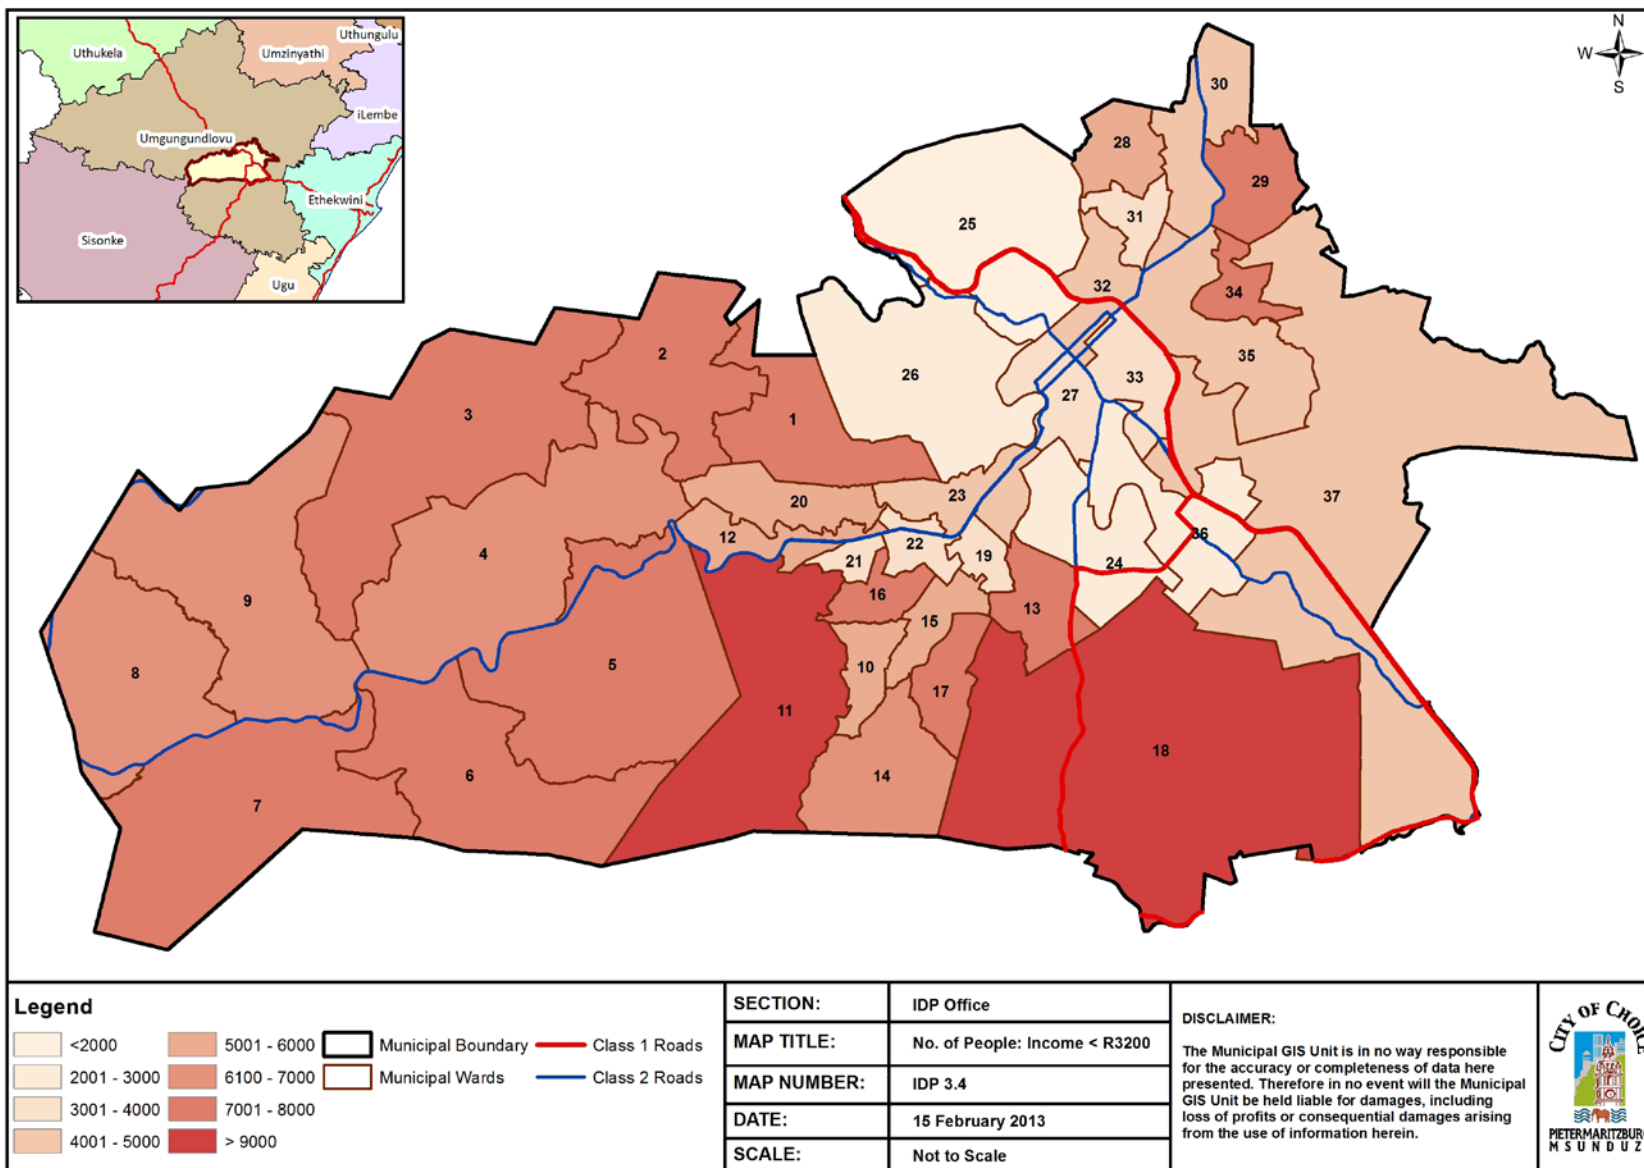 N
W
E
S
Uthungulu
Uthukela
Umzinyathi
iLembe
Umgungundlovu
Ethekwini
Sisonke
Ugu
30
28
29
31
25
32
34
2
35
26
33
27
3
1
37
23
20
36
12
22
4
19
21
24
16
9
13
15
5
10
8
17
11
18
6
14
7
Legend
<2000
2001 - 3000
3001 - 4000
4001 - 5000
5001 - 6000
6100 - 7000
7001 - 8000
> 9000
Municipal Boundary
Municipal Wards
Class 1 Roads
Class 2 Roads
SECTION: IDP Office
MAP TITLE: No. of People: Income < R3200
MAP NUMBER: IDP 3.4
DATE: 15 February 2013
SCALE: Not to Scale
DISCLAIMER:
The Municipal GIS Unit is in no way responsible
for the accuracy or completeness of data here
presented. Therefore in no event will the Municipal
GIS Unit be held liable for damages, including
loss of profits or consequential damages arising
from the use of information herein.
CITY OF CHOICE
PIETERMARITZBURG
MSUNDUZ